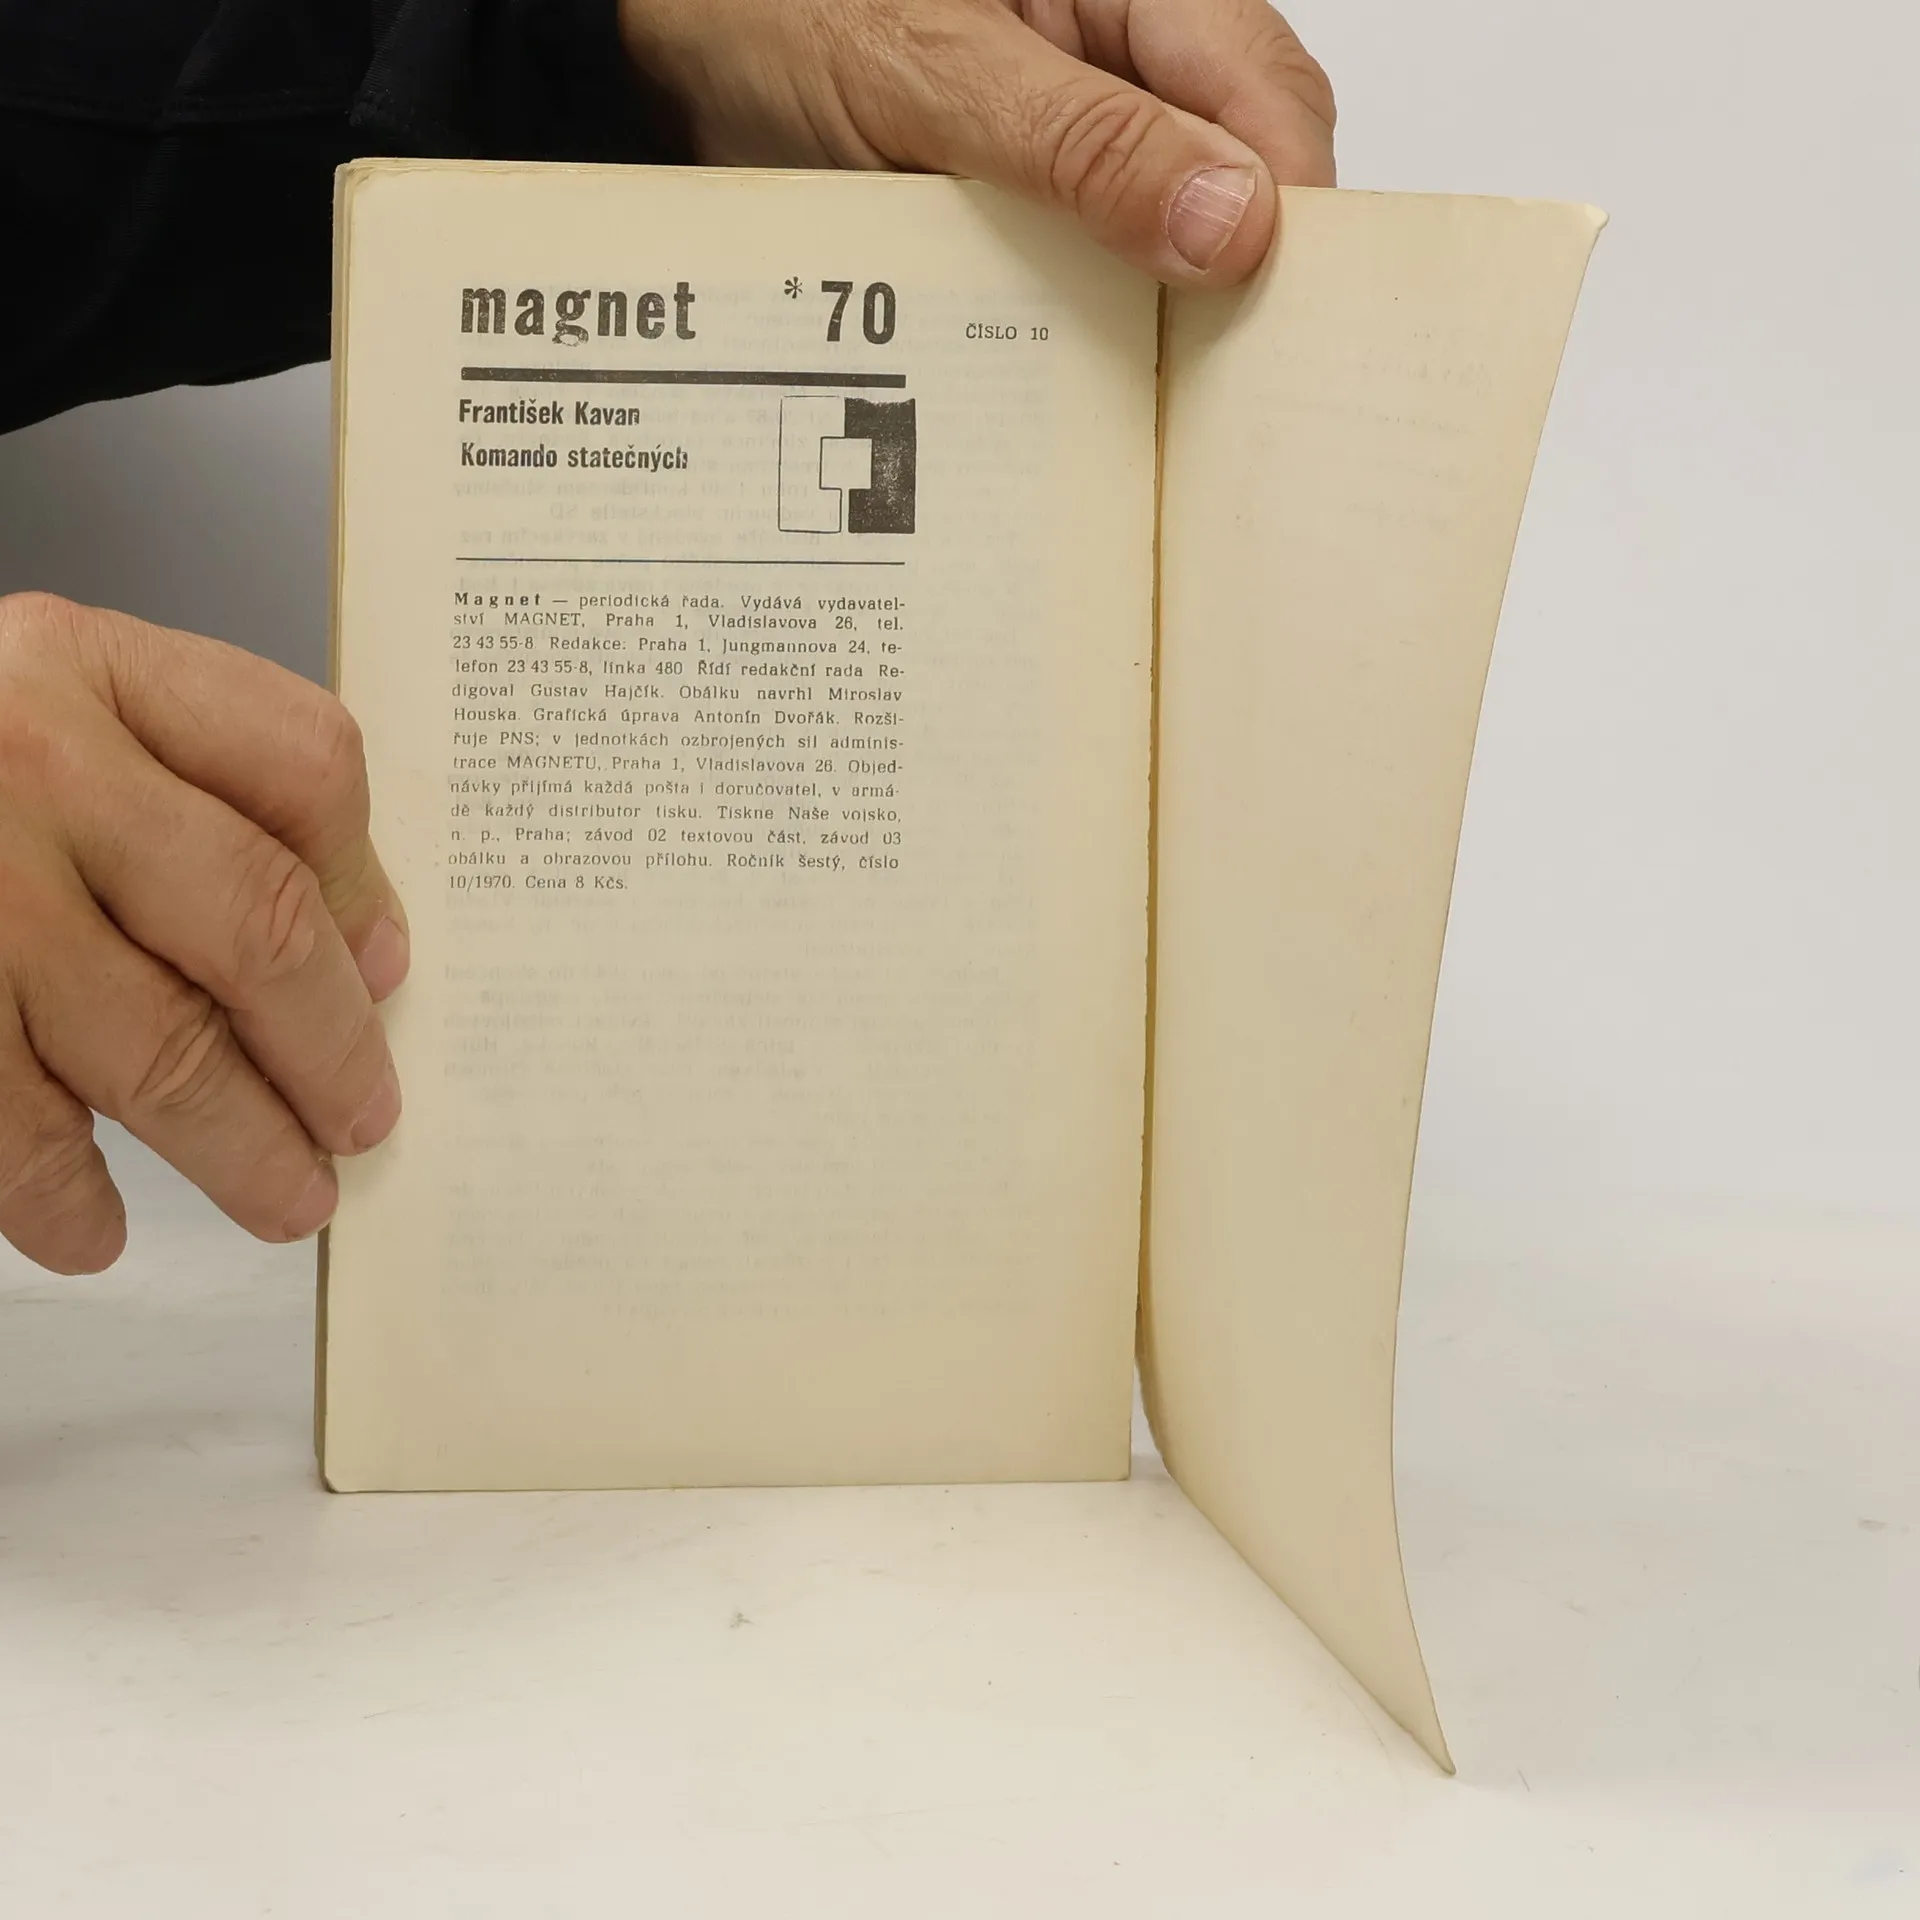 magnet *70 ČÍSLO 10
František Kavan
Komando statečných
Magnet — periodická řada. Vydává vydavatel-
ství MAGNET, Praha 1, Vladislavova 26, tel.
23 43 55-8 Redakce: Praha 1, Jungmannova 24, te-
lefon 23 43 55-8, linka 480 Řídí redakční rada Re-
digoval Gustav Hajčík. Obálku navrhl Miroslav
Houska. Grafická úprava Antonín Dvořák. Rozši-
řuje PNS; v jednotkách ozbrojených sil adminis-
trace MAGNETU, Praha 1, Vladislavova 26. Objed-
návky přijímá každá pošta i doručovatel, v armá-
dě každý distributor tisku. Tiskne Naše vojsko,
n. p., Praha; závod 02 textovou část, závod 03
obálku a obrazovou přílohu. Ročník šestý, číslo
10/1970. Cena 8 Kčs.